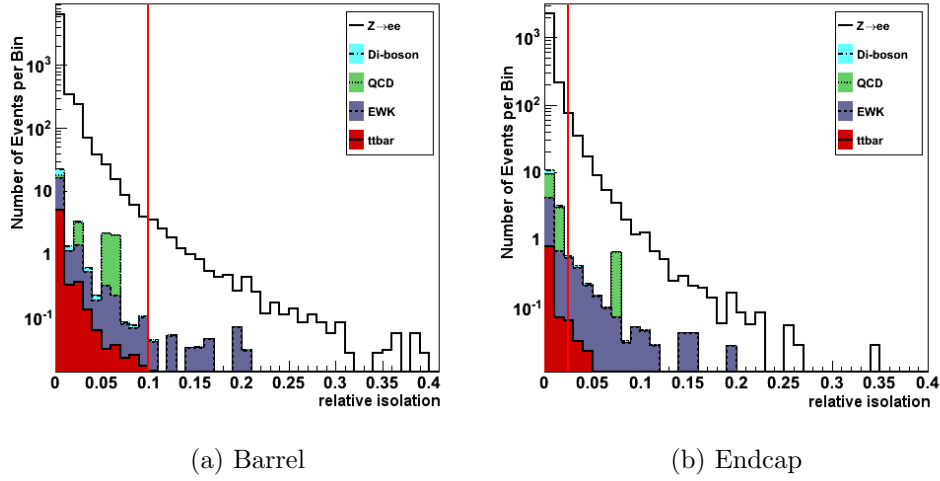 Number of Events per Bin
10³
10²
10
1
10⁻¹
Z→ee
Di-boson
QCD
EWK
ttbar
0 0.05 0.1 0.15 0.2 0.25 0.3 0.35 0.4
relative isolation
(a) Barrel
Number of Events per Bin
10³
10²
10
1
10⁻¹
Z→ee
Di-boson
QCD
EWK
ttbar
0 0.05 0.1 0.15 0.2 0.25 0.3 0.35 0.4
relative isolation
(b) Endcap